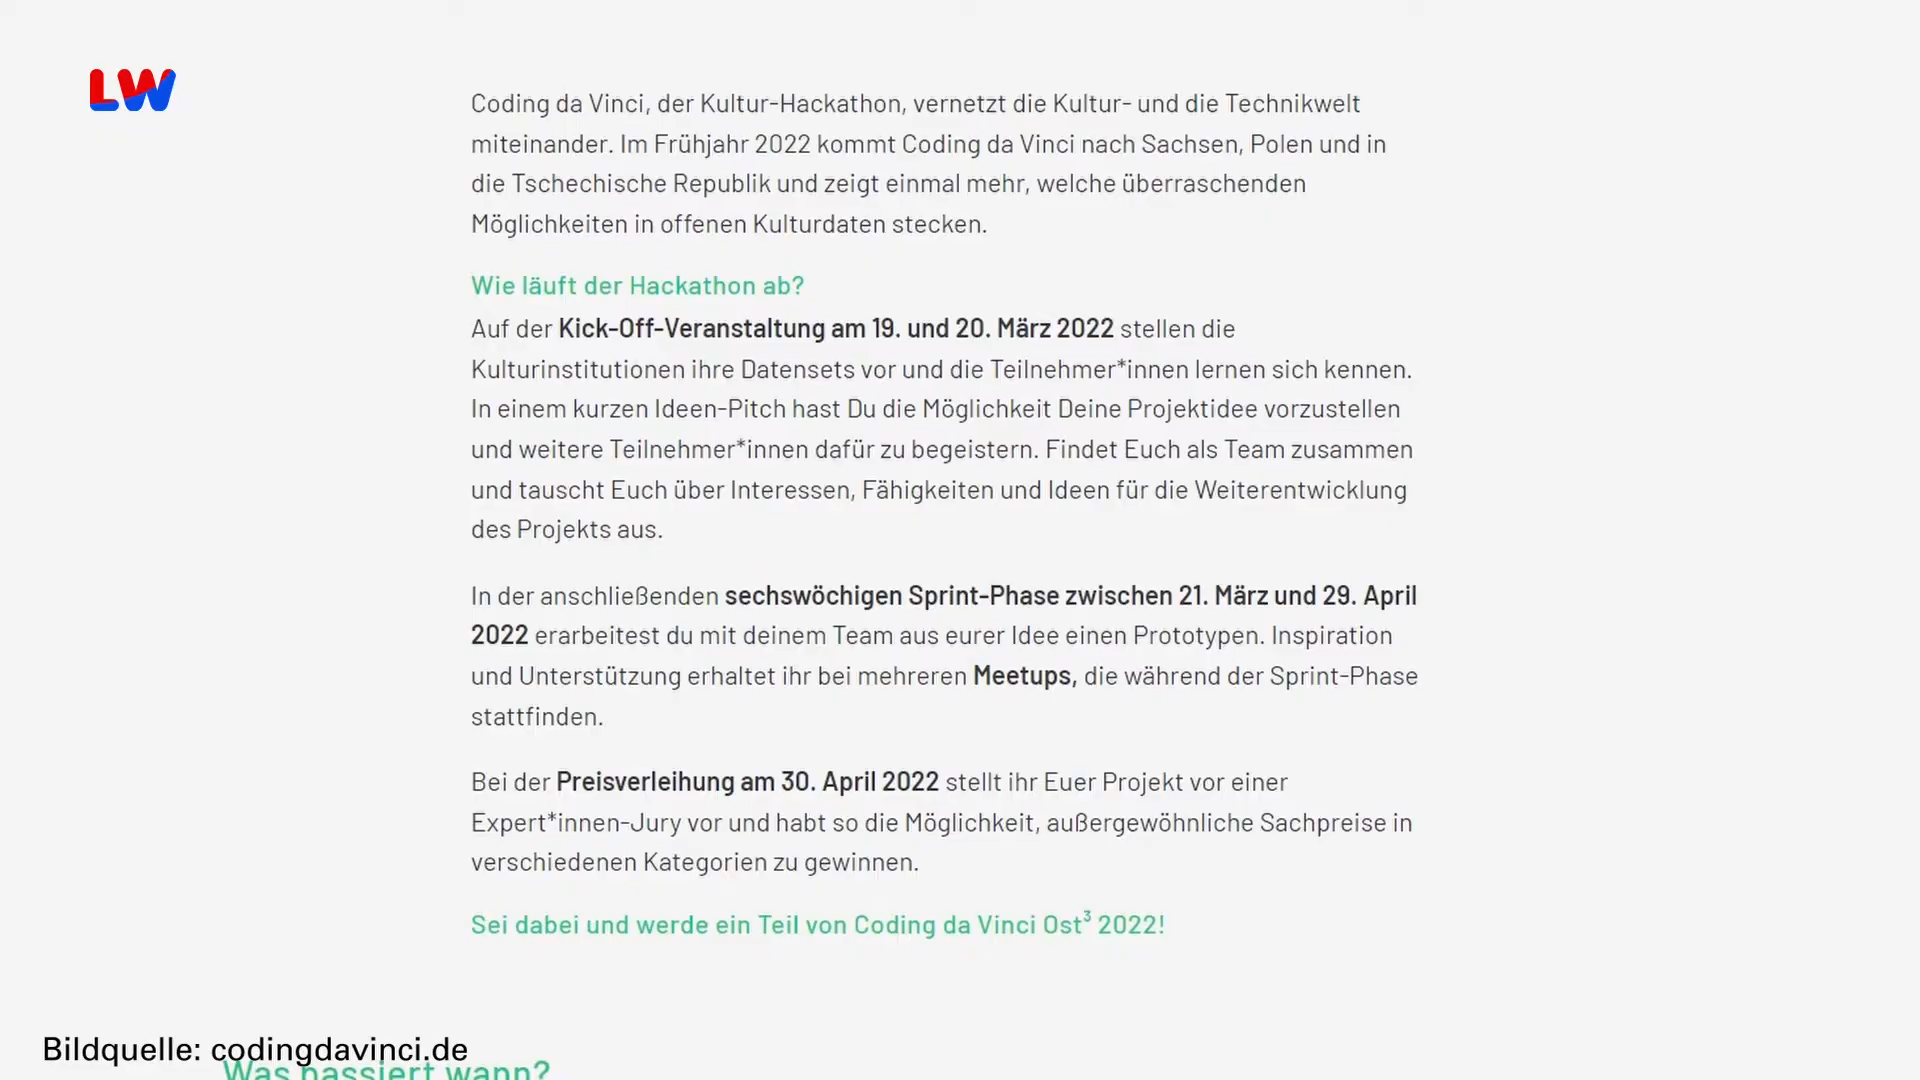 LW
Coding da Vinci, der Kultur-Hackathon, vernetzt die Kultur- und die Technikwelt
miteinander. Im Frühjahr 2022 kommt Coding da Vinci nach Sachsen, Polen und in
die Tschechische Republik und zeigt einmal mehr, welche überraschenden
Möglichkeiten in offenen Kulturdaten stecken.
Wie läuft der Hackathon ab?
Auf der Kick-Off-Veranstaltung am 19. und 20. März 2022 stellen die
Kulturinstitutionen ihre Datensets vor und die Teilnehmer*innen lernen sich kennen.
In einem kurzen Ideen-Pitch hast Du die Möglichkeit Deine Projektidee vorzustellen
und weitere Teilnehmer*innen dafür zu begeistern. Findet Euch als Team zusammen
und tauscht Euch über Interessen, Fähigkeiten und Ideen für die Weiterentwicklung
des Projekts aus.
In der anschließenden sechswöchigen Sprint-Phase zwischen 21. März und 29. April
2022 erarbeitest du mit deinem Team aus eurer Idee einen Prototypen. Inspiration
und Unterstützung erhaltet ihr bei mehreren Meetups, die während der Sprint-Phase
stattfinden.
Bei der Preisverleihung am 30. April 2022 stellt ihr Euer Projekt vor einer
Expert*innen-Jury vor und habt so die Möglichkeit, außergewöhnliche Sachpreise in
verschiedenen Kategorien zu gewinnen.
Sei dabei und werde ein Teil von Coding da Vinci Ost³ 2022!
Bildquelle: codingdavinci.de
Was passiert wann?